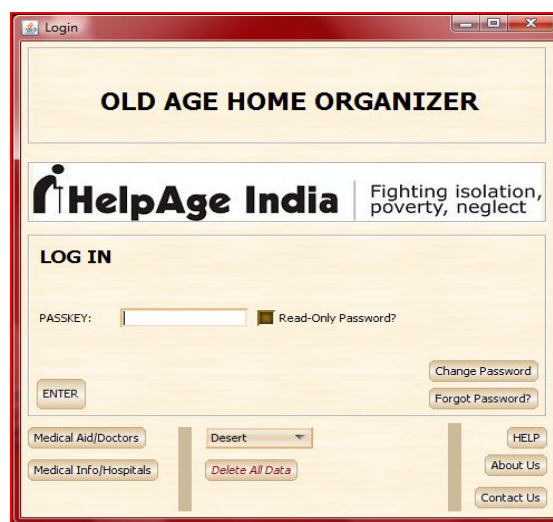 Login
OLD AGE HOME ORGANIZER
HelpAge India
Fighting isolation,
poverty, neglect
LOG IN
PASSKEY:
Read-Only Password?
Change Password
ENTER
Forgot Password?
Medical Aid/Doctors
Desert
HELP
Medical Info/Hospitals
Delete All Data
About Us
Contact Us